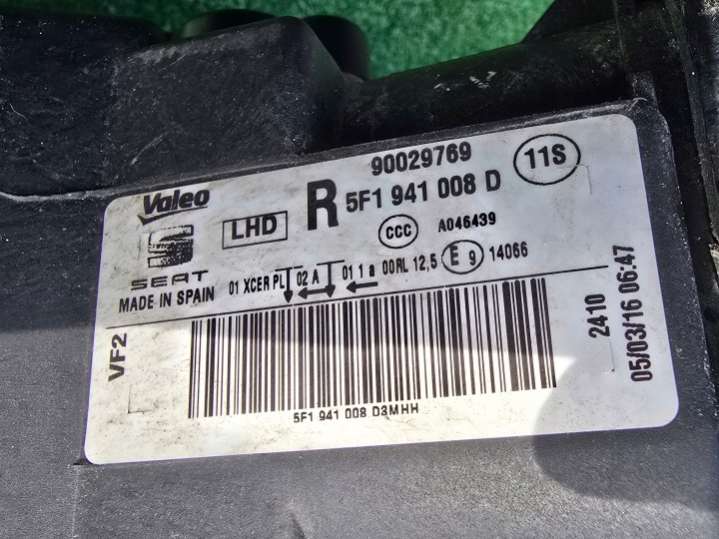 90029769
11S
Valeo
LHD
R 5F1 941 008 D
CCC A046439
SEAT
MADE IN SPAIN
01 XCER PL 02 A 01 1a 00RL 12,5 E 9 14066
VF2
2410
05/03/16 06:47
5F1 941 008 D3MHH